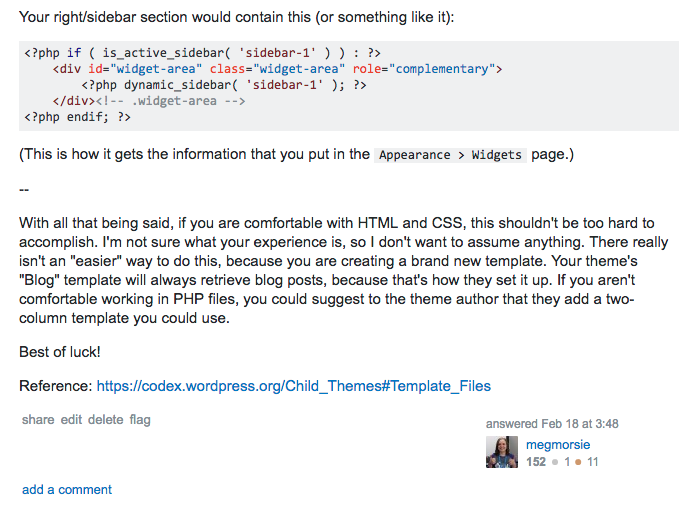 Your right/sidebar section would contain this (or something like it):
<?php if ( is_active_sidebar( 'sidebar-1' ) ) : ?>
    <div id="widget-area" class="widget-area" role="complementary">
        <?php dynamic_sidebar( 'sidebar-1' ); ?>
    </div><!-- .widget-area -->
<?php endif; ?>
(This is how it gets the information that you put in the Appearance > Widgets page.)
--
With all that being said, if you are comfortable with HTML and CSS, this shouldn't be too hard to
accomplish. I'm not sure what your experience is, so I don't want to assume anything. There really
isn't an "easier" way to do this, because you are creating a brand new template. Your theme's
"Blog" template will always retrieve blog posts, because that's how they set it up. If you aren't
comfortable working in PHP files, you could suggest to the theme author that they add a two-
column template you could use.
Best of luck!
Reference: https://codex.wordpress.org/Child_Themes#Template_Files
share edit delete flag
answered Feb 18 at 3:48
megmorsie
152 ● 1 ● 11
add a comment